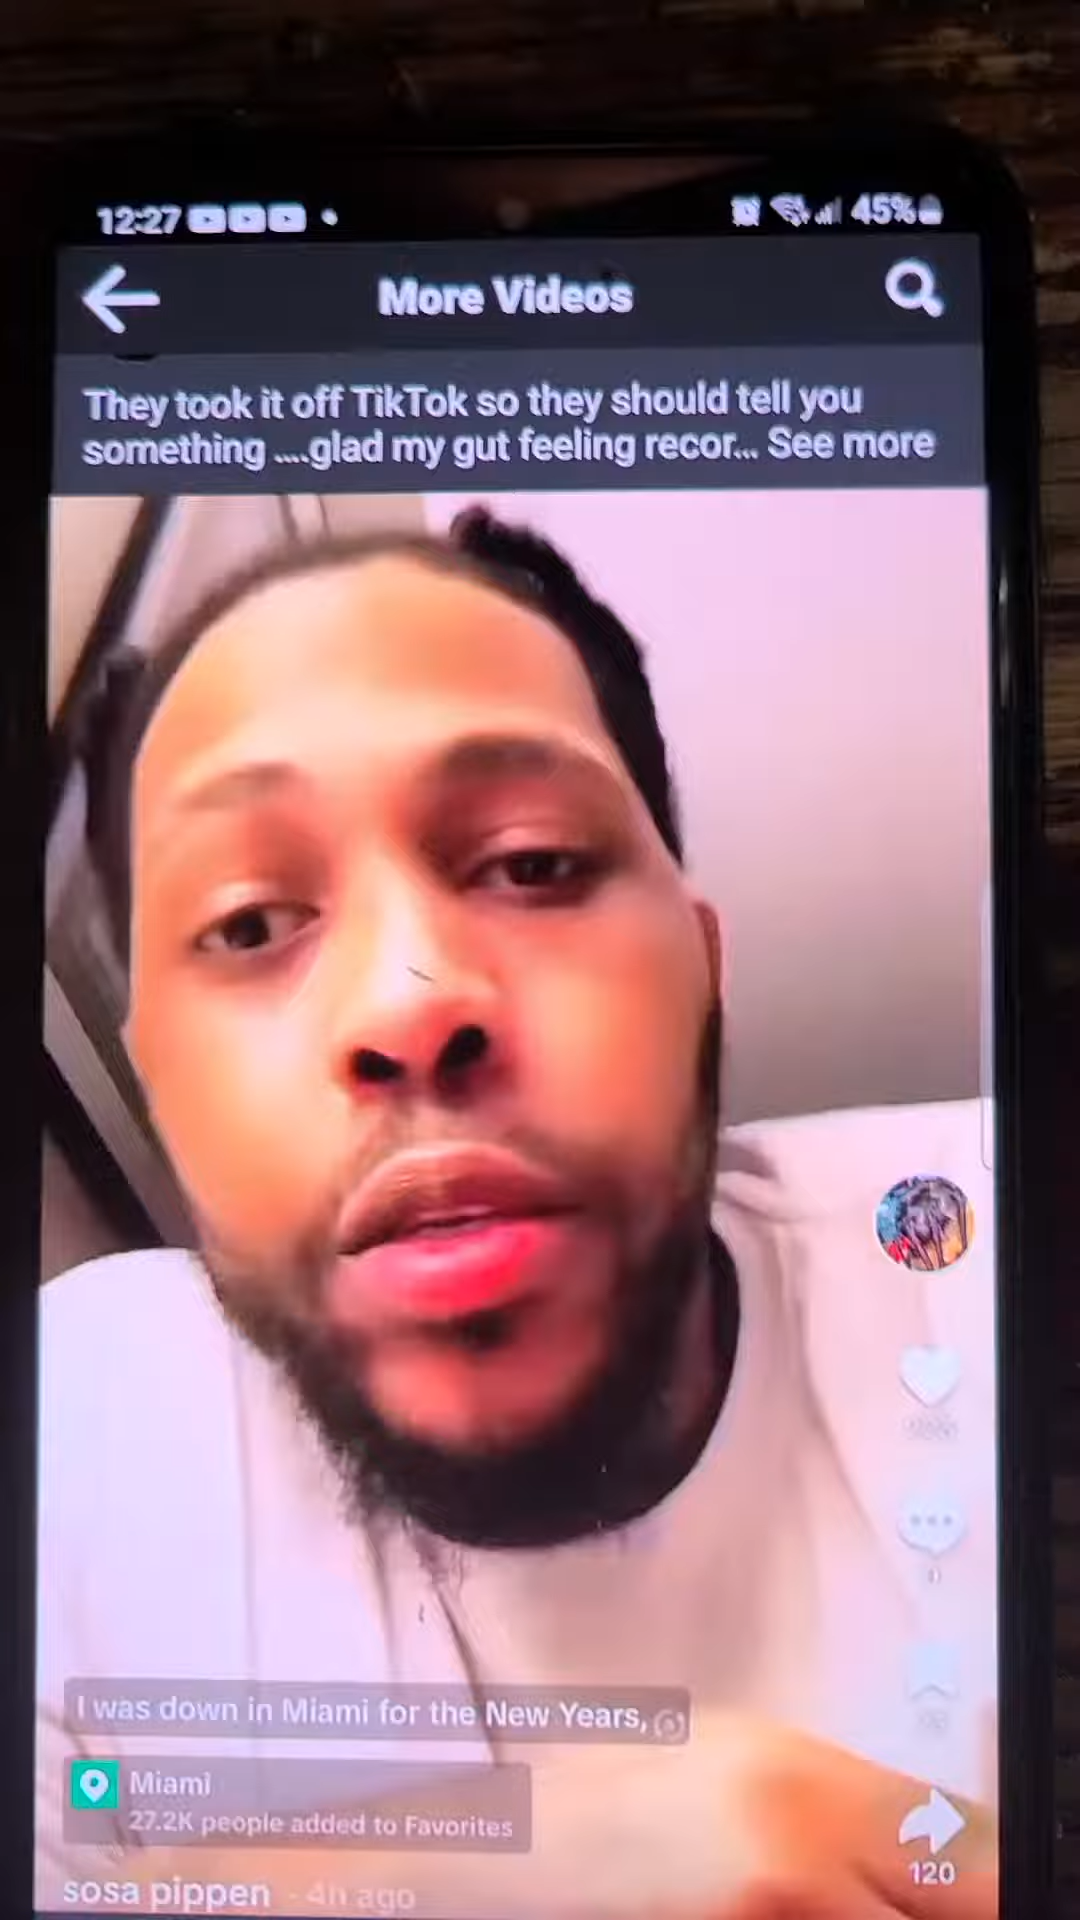 12:27
45%
More Videos
They took it off TikTok so they should tell you
something ....glad my gut feeling recor... See more
I was down in Miami for the New Years,
Miami
27.2K people added to Favorites
sosa pippen · 4h ago
120